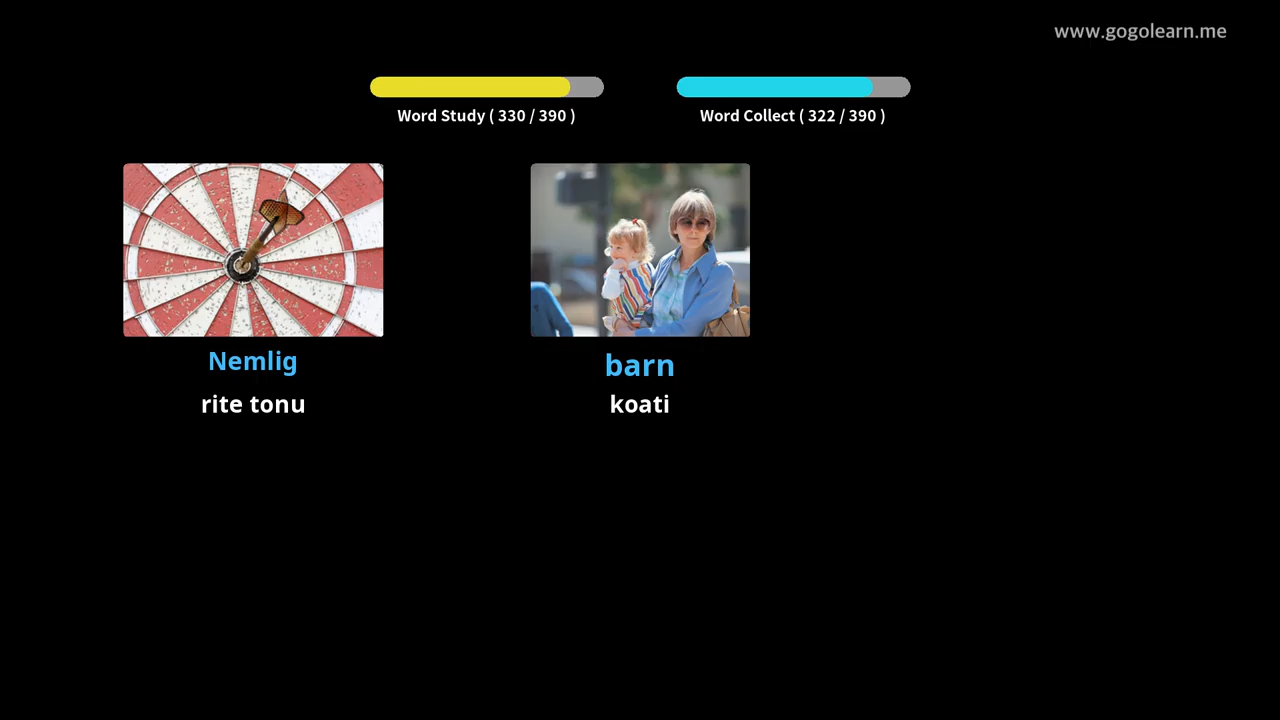 www.gogolearn.me
Word Study ( 330 / 390 )
Word Collect ( 322 / 390 )
Nemlig
barn
rite tonu
koati